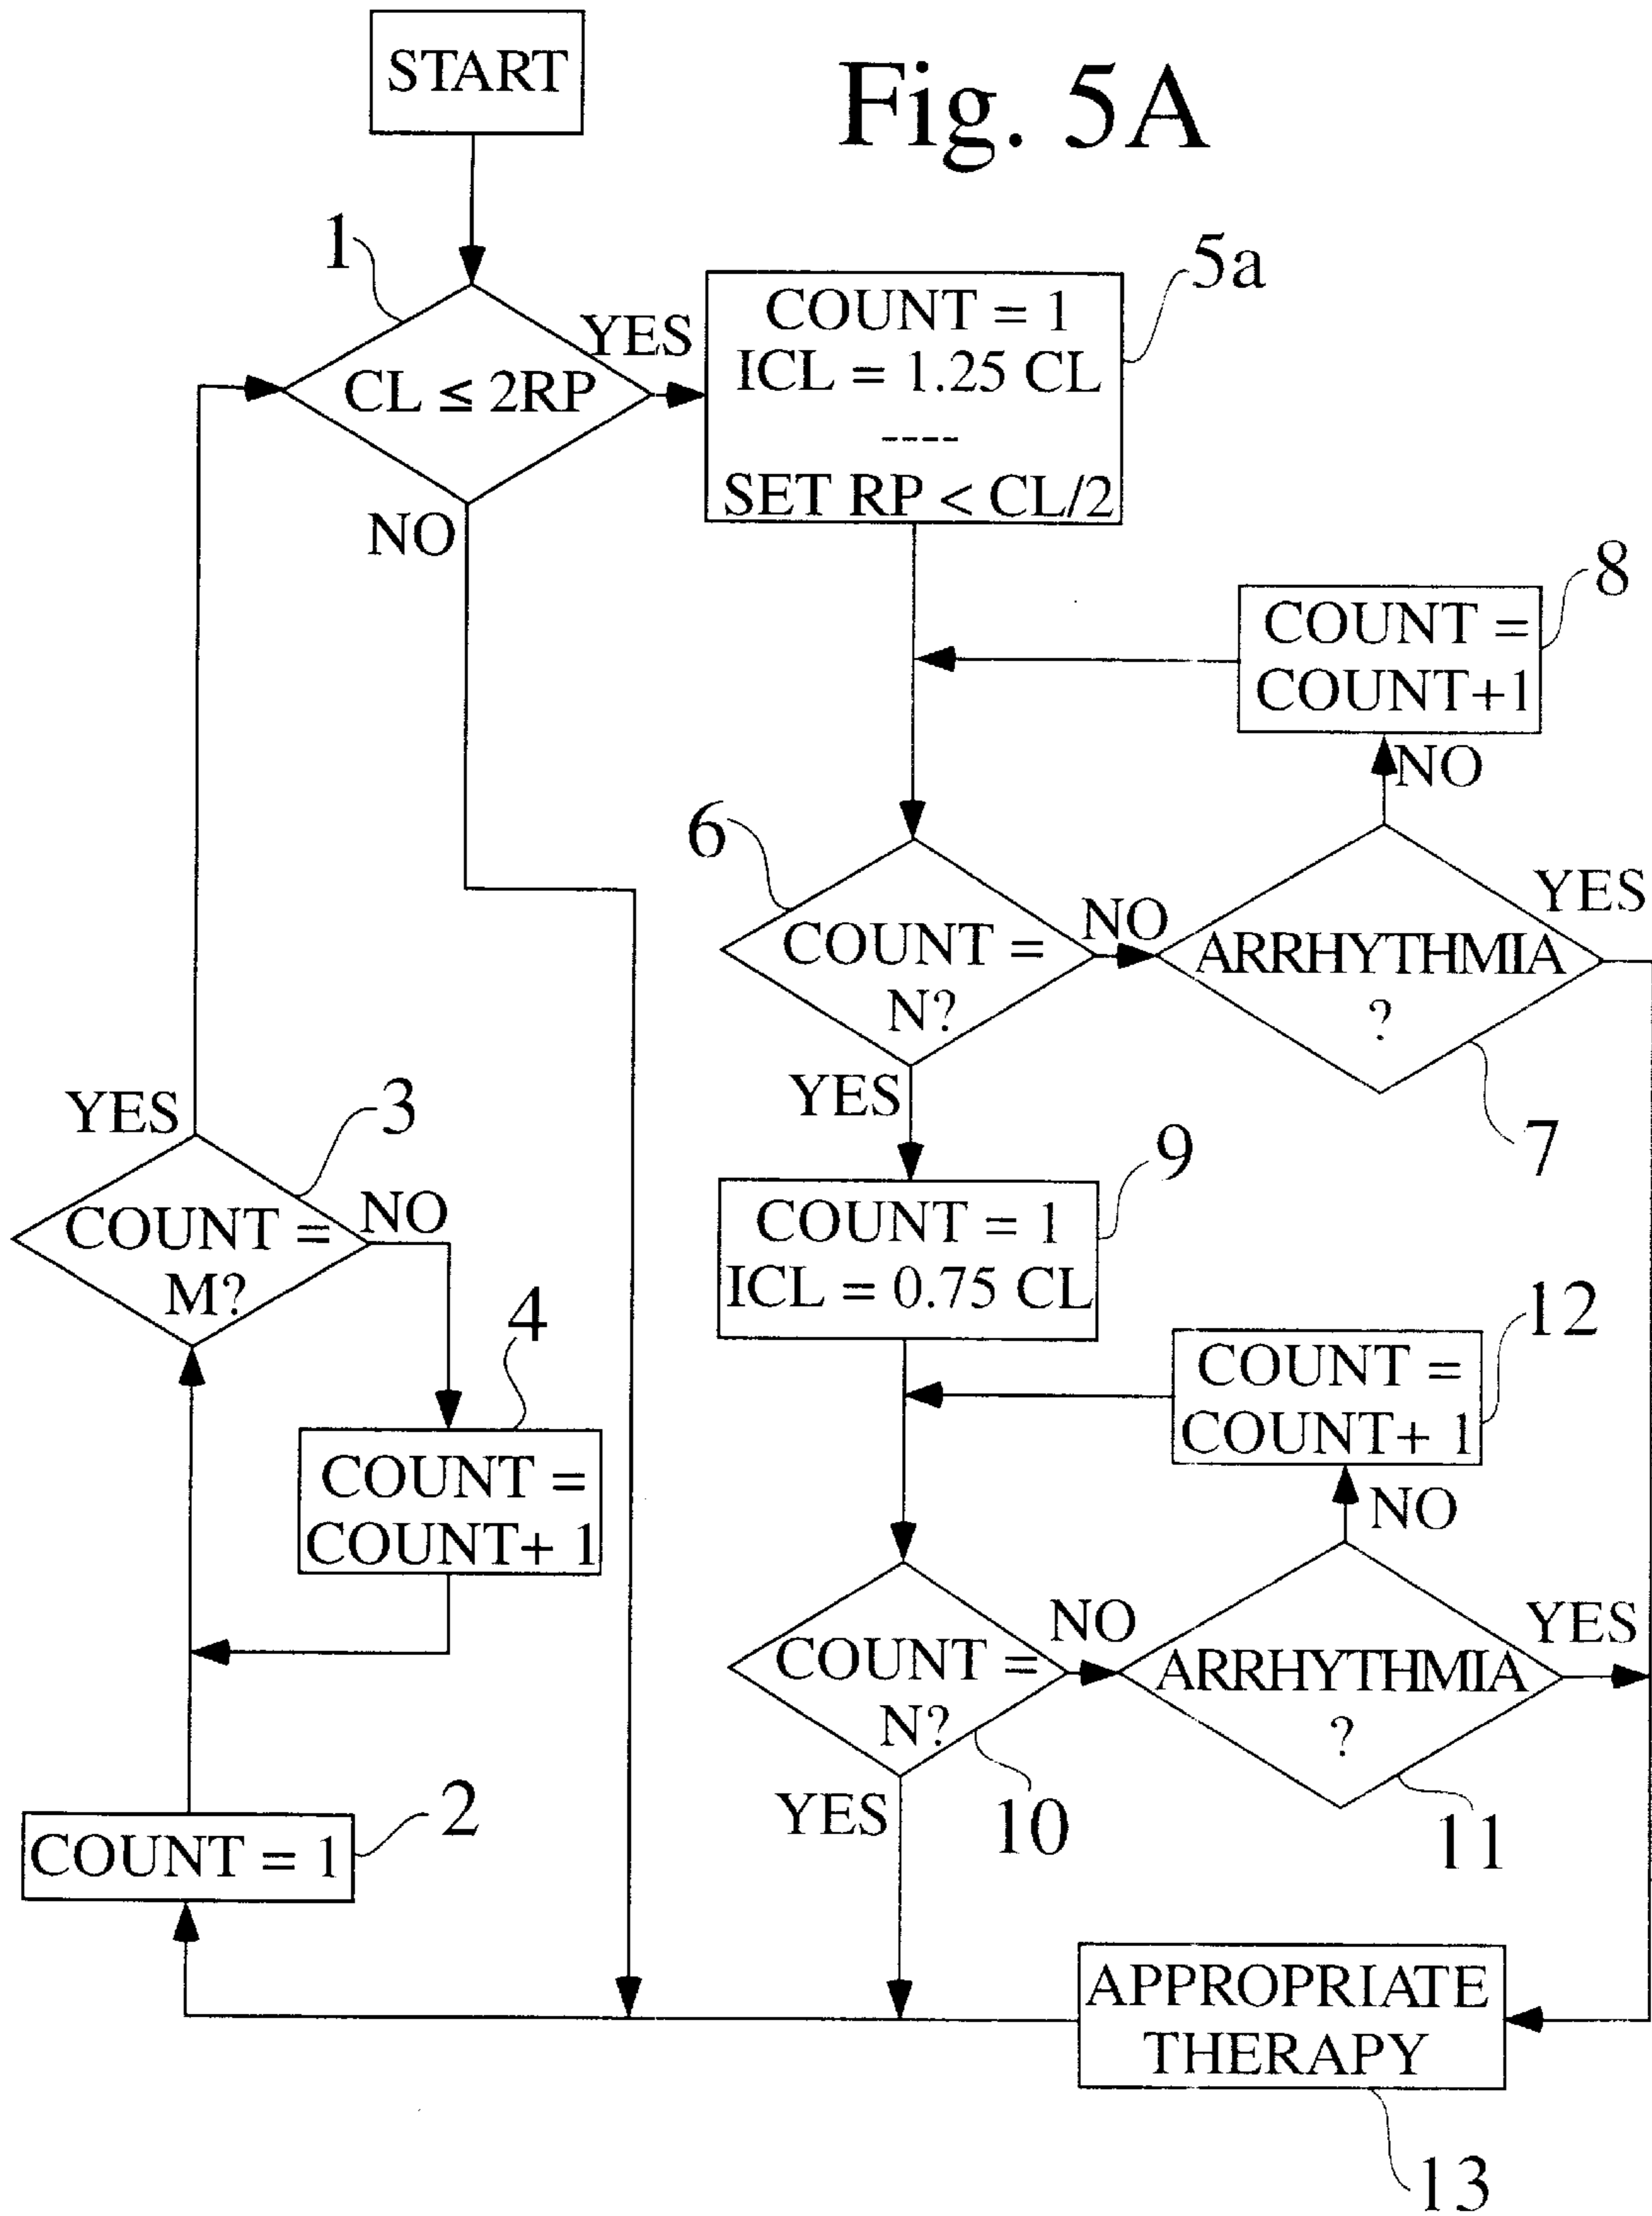 START
Fig. 5A
1
CL ≤ 2RP
YES
NO
5a
COUNT = 1
ICL = 1.25 CL
----
SET RP < CL/2
8
COUNT =
COUNT+1
NO
6
COUNT =
N?
NO
YES
ARRHYTHMIA
?
YES
7
YES
3
COUNT =
M?
NO
9
COUNT = 1
ICL = 0.75 CL
4
COUNT =
COUNT+ 1
12
COUNT =
COUNT+ 1
NO
COUNT =
N?
NO
YES
10
ARRHYTHMIA
?
YES
11
2
COUNT = 1
APPROPRIATE
THERAPY
13